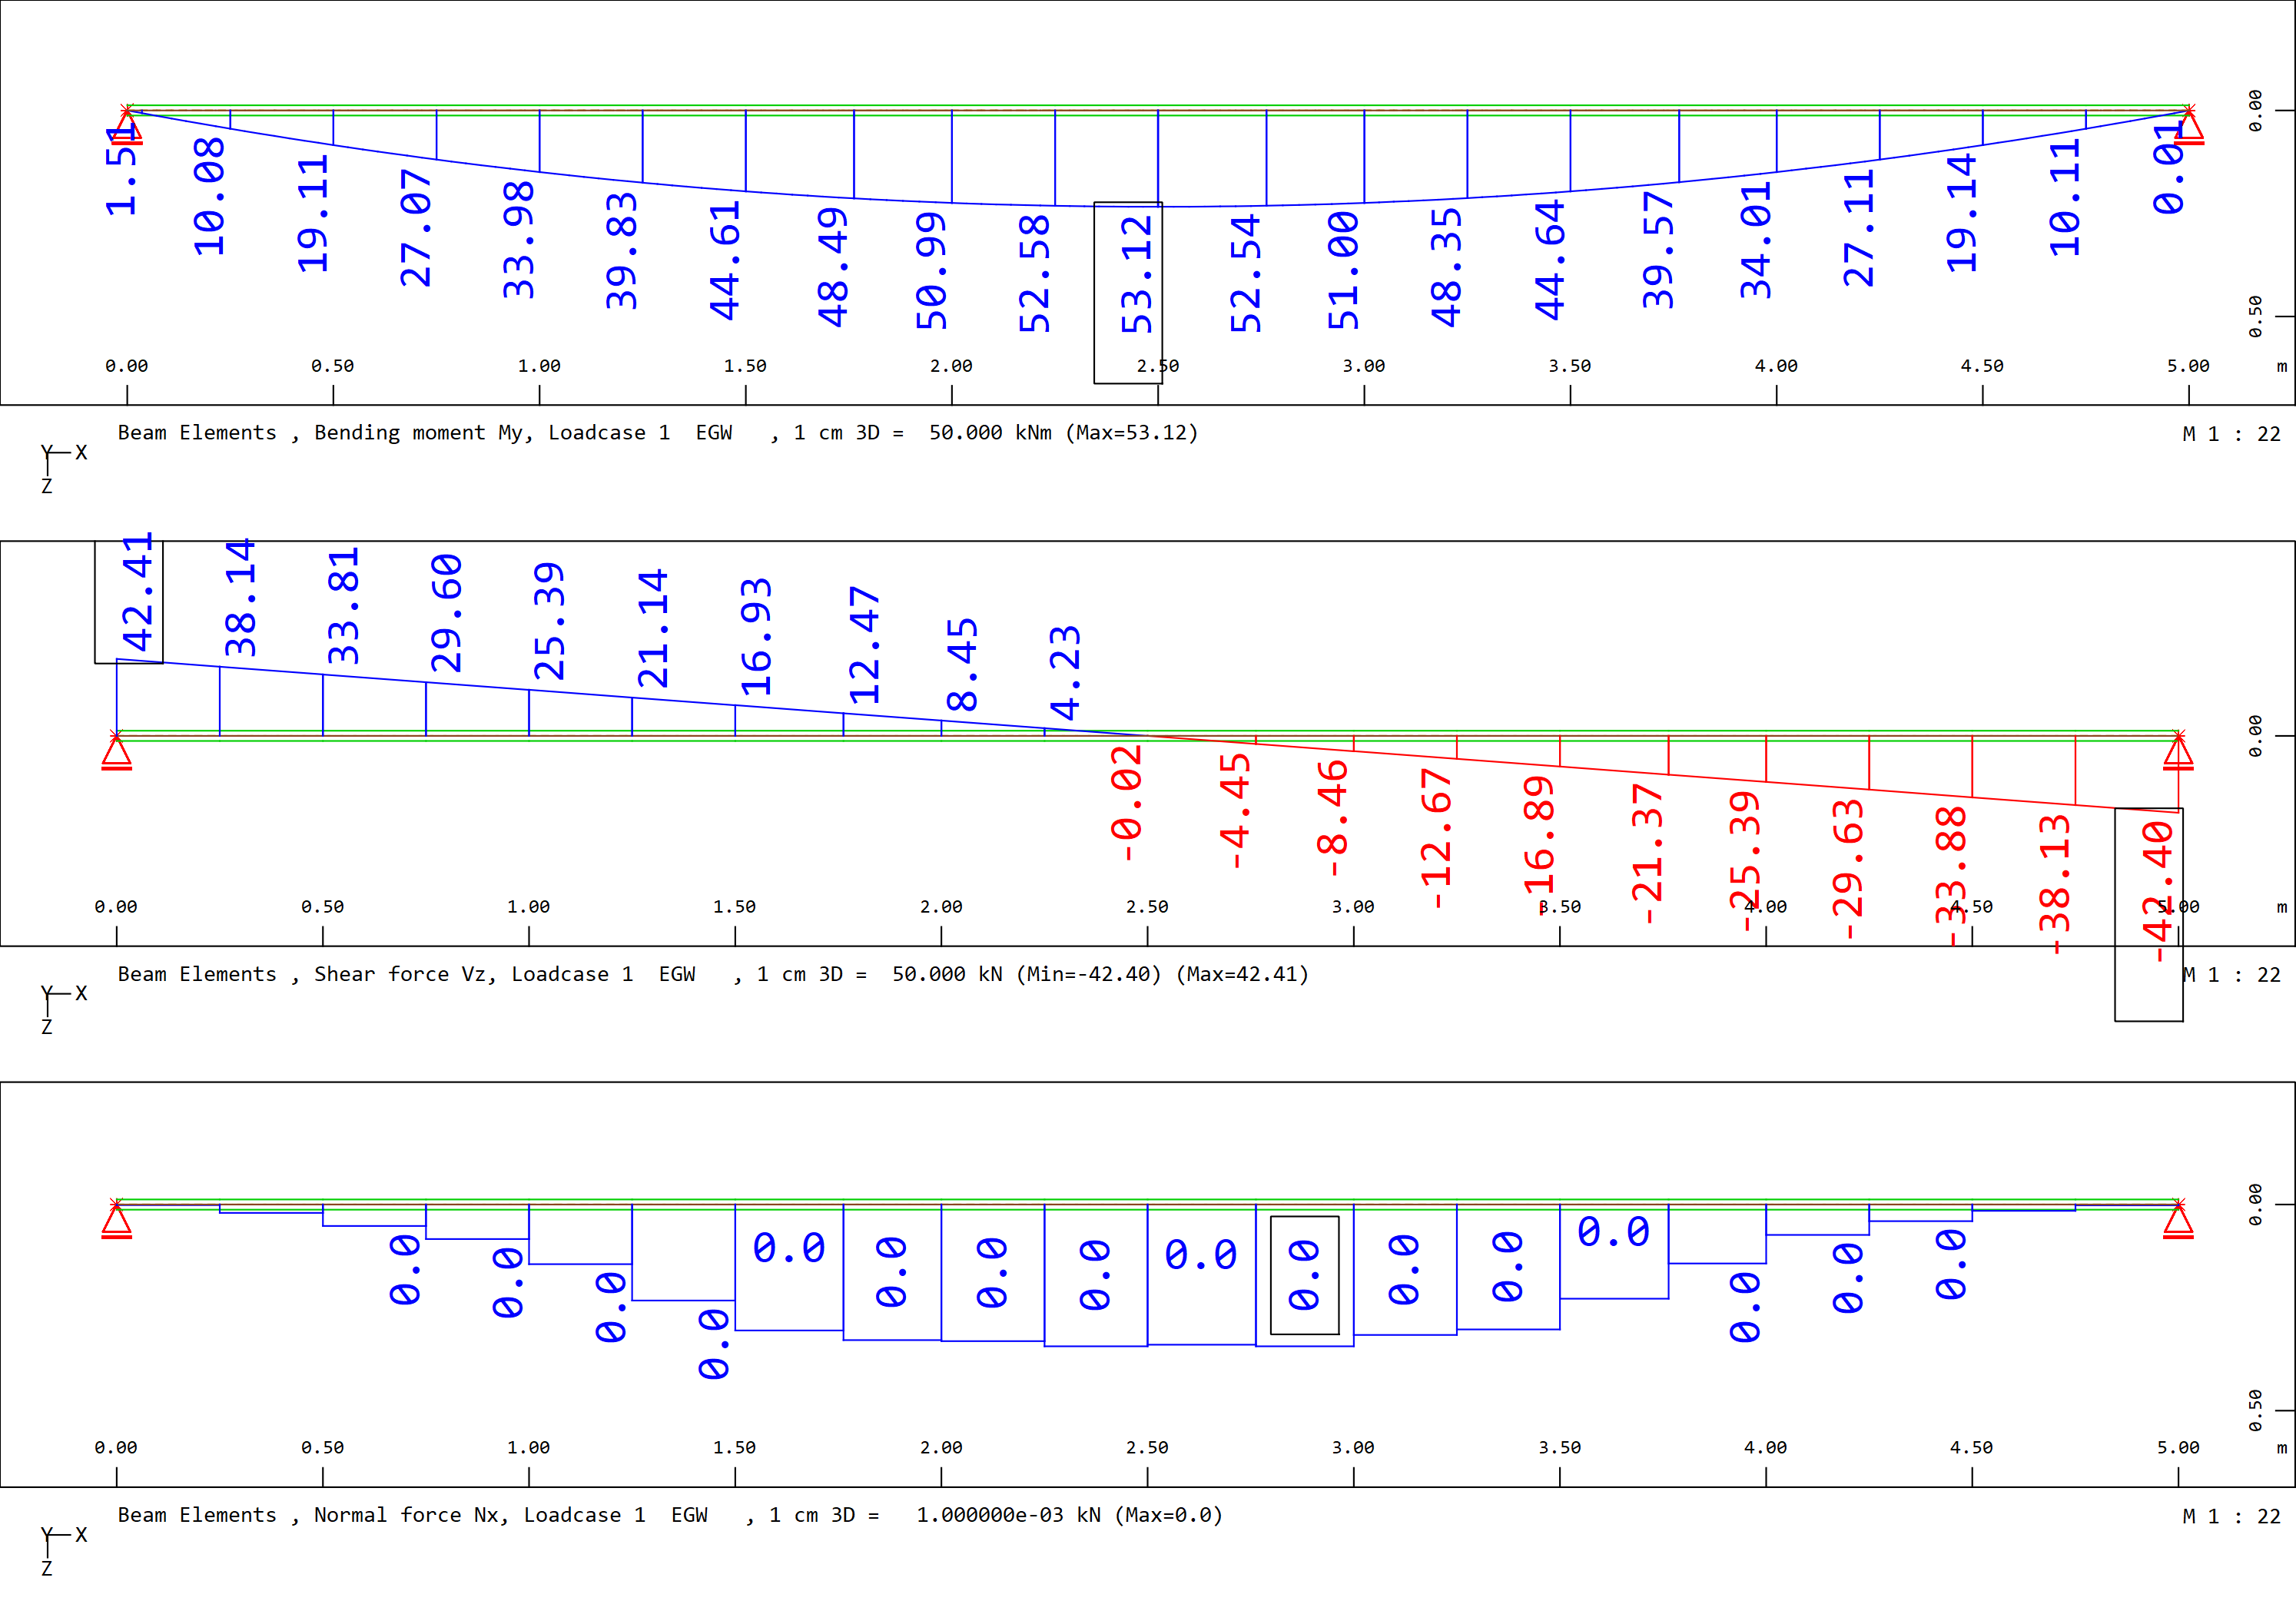 1.51 10.08 19.11 27.07 33.98 39.83 44.61 48.49 50.99 52.58 53.12 52.54 51.00 48.35 44.64 39.57 34.01 27.11 19.14 10.11 0.01
0.00
0.50
0.00 0.50 1.00 1.50 2.00 2.50 3.00 3.50 4.00 4.50 5.00 m
Beam Elements , Bending moment My, Loadcase 1 EGW , 1 cm 3D = 50.000 kNm (Max=53.12)
M 1 : 22
Y X
Z
42.41 38.14 33.81 29.60 25.39 21.14 16.93 12.47 8.45 4.23
-0.02 -4.45 -8.46 -12.67 -16.89 -21.37 -25.39 -29.63 -33.88 -38.13 -42.40
0.00
0.00 0.50 1.00 1.50 2.00 2.50 3.00 3.50 4.00 4.50 5.00 m
Beam Elements , Shear force Vz, Loadcase 1 EGW , 1 cm 3D = 50.000 kN (Min=-42.40) (Max=42.41)
M 1 : 22
Y X
Z
0.00
0.0 0.0 0.0 0.0 0.0 0.0 0.0 0.0 0.0 0.0 0.0 0.0 0.0 0.0 0.0 0.0
0.50
0.00 0.50 1.00 1.50 2.00 2.50 3.00 3.50 4.00 4.50 5.00 m
Beam Elements , Normal force Nx, Loadcase 1 EGW , 1 cm 3D = 1.000000e-03 kN (Max=0.0)
M 1 : 22
Y X
Z